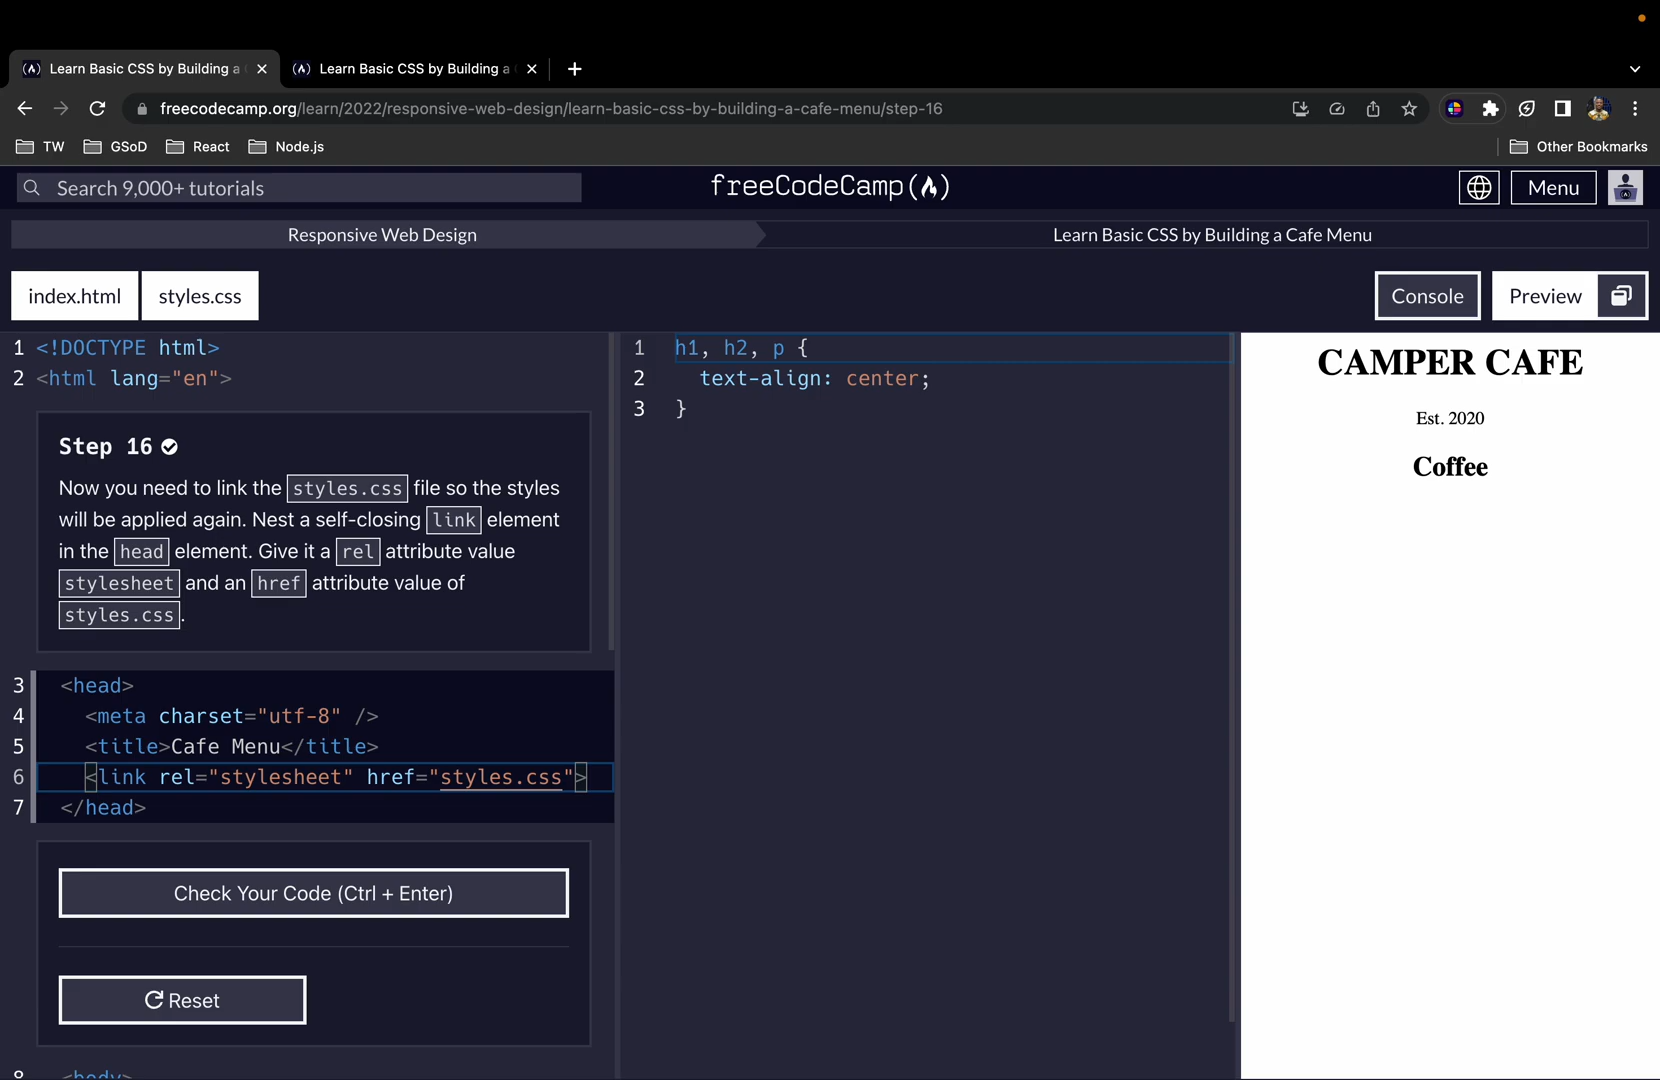 Learn Basic CSS by Building a
Learn Basic CSS by Building a
freecodecamp.org/learn/2022/responsive-web-design/learn-basic-css-by-building-a-cafe-menu/step-16
TW GSoD React Node.js Other Bookmarks
Search 9,000+ tutorials freeCodeCamp(🔥) Menu
Responsive Web Design Learn Basic CSS by Building a Cafe Menu
index.html styles.css Console Preview
1 <!DOCTYPE html>
2 <html lang="en">
Step 16
Now you need to link the styles.css file so the styles
will be applied again. Nest a self-closing link element
in the head element. Give it a rel attribute value
stylesheet and an href attribute value of
styles.css.
3 <head>
4 <meta charset="utf-8" />
5 <title>Cafe Menu</title>
6 <link rel="stylesheet" href="styles.css">
7 </head>
Check Your Code (Ctrl + Enter)
Reset
8 <body>
1 h1, h2, p {
2 text-align: center;
3 }
CAMPER CAFE
Est. 2020
Coffee